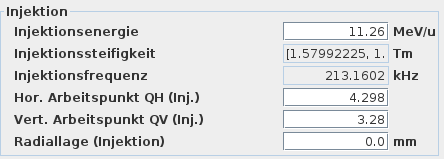 Injektion
Injektionsenergie 11.26 MeV/u
Injektionssteifigkeit [1.57992225, 1. Tm
Injektionsfrequenz 213.1602 kHz
Hor. Arbeitspunkt QH (Inj.) 4.298
Vert. Arbeitspunkt QV (Inj.) 3.28
Radiallage (Injektion) 0.0 mm